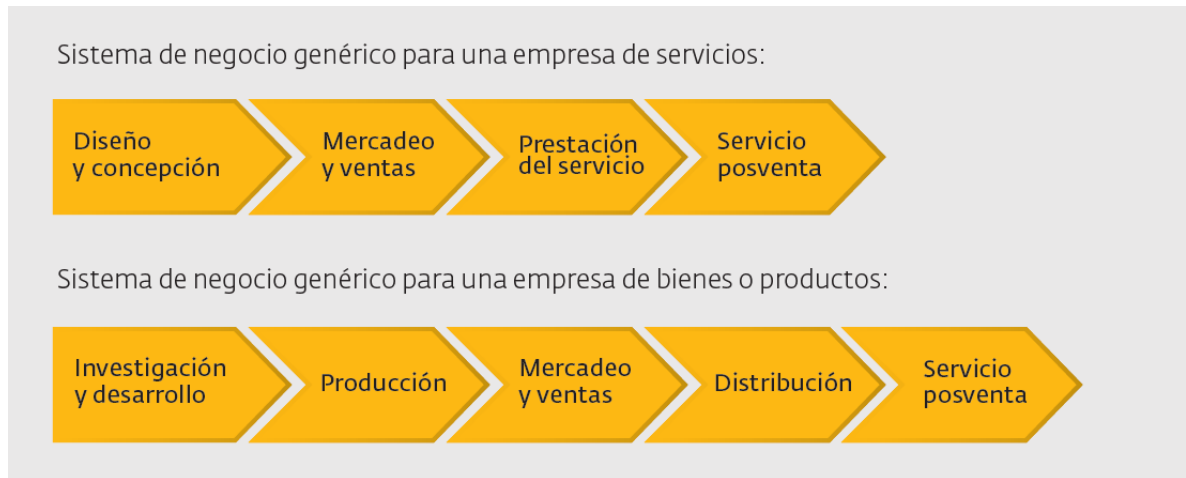 Sistema de negocio genérico para una empresa de servicios:
Diseño
y concepción
Mercadeo
y ventas
Prestación
del servicio
Servicio
posventa
Sistema de negocio genérico para una empresa de bienes o productos:
Investigación
y desarrollo
Producción
Mercadeo
y ventas
Distribución
Servicio
posventa